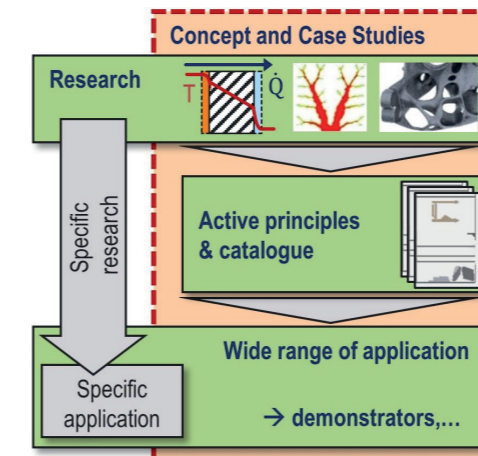 Concept and Case Studies
Research
T
Q̇
Specific
research
Active principles
& catalogue
Wide range of application
Specific
application
→ demonstrators,…